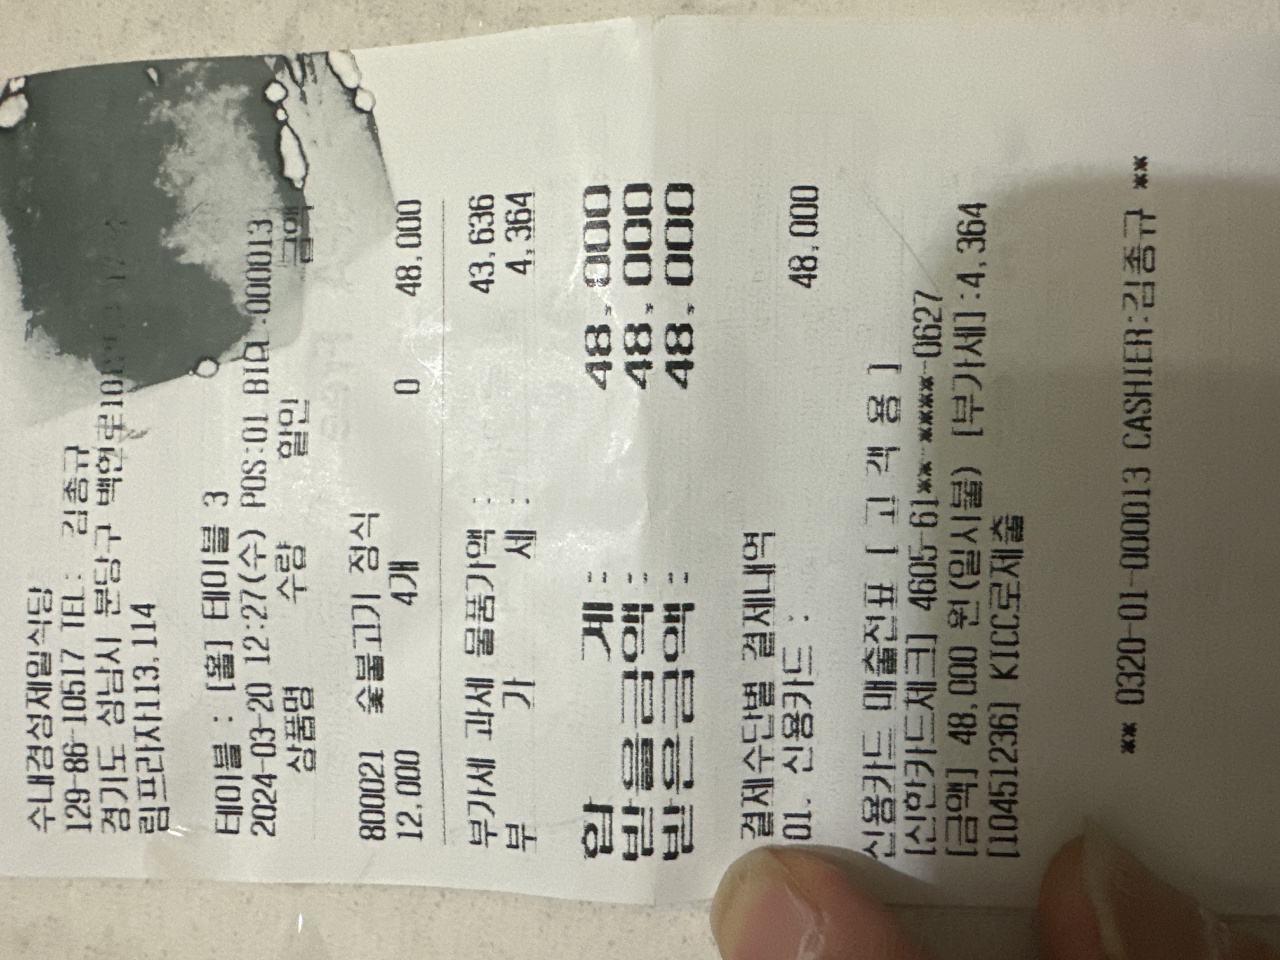 수내경성제일식당
129-86-10517 TEL: 김종규
경기도 성남시 분당구 백현로10
림프라자113,114
테이블 : [홀] 테이블 3
2024-03-20 12:27(수) POS:01 BILL:000013
상품명 수량 할인 금액
800021 숯불고기 정식
12,000 4개 0 48,000
부가세 과세 물품가액 : 43,636
부 가 세 : 4,364
합 계: 48,000
받을금액: 48,000
받은금액: 48,000
결제수단별 결제내역
01. 신용카드 : 48,000
신용카드 매출전표 [ 고 객 용 ]
[신한카드체크] 4605-61**-****-0627
[금액] 48,000 원(일시불) [부가세]:4,364
[10451236] KICC로제출
** 0320-01-000013 CASHIER:김종규 **